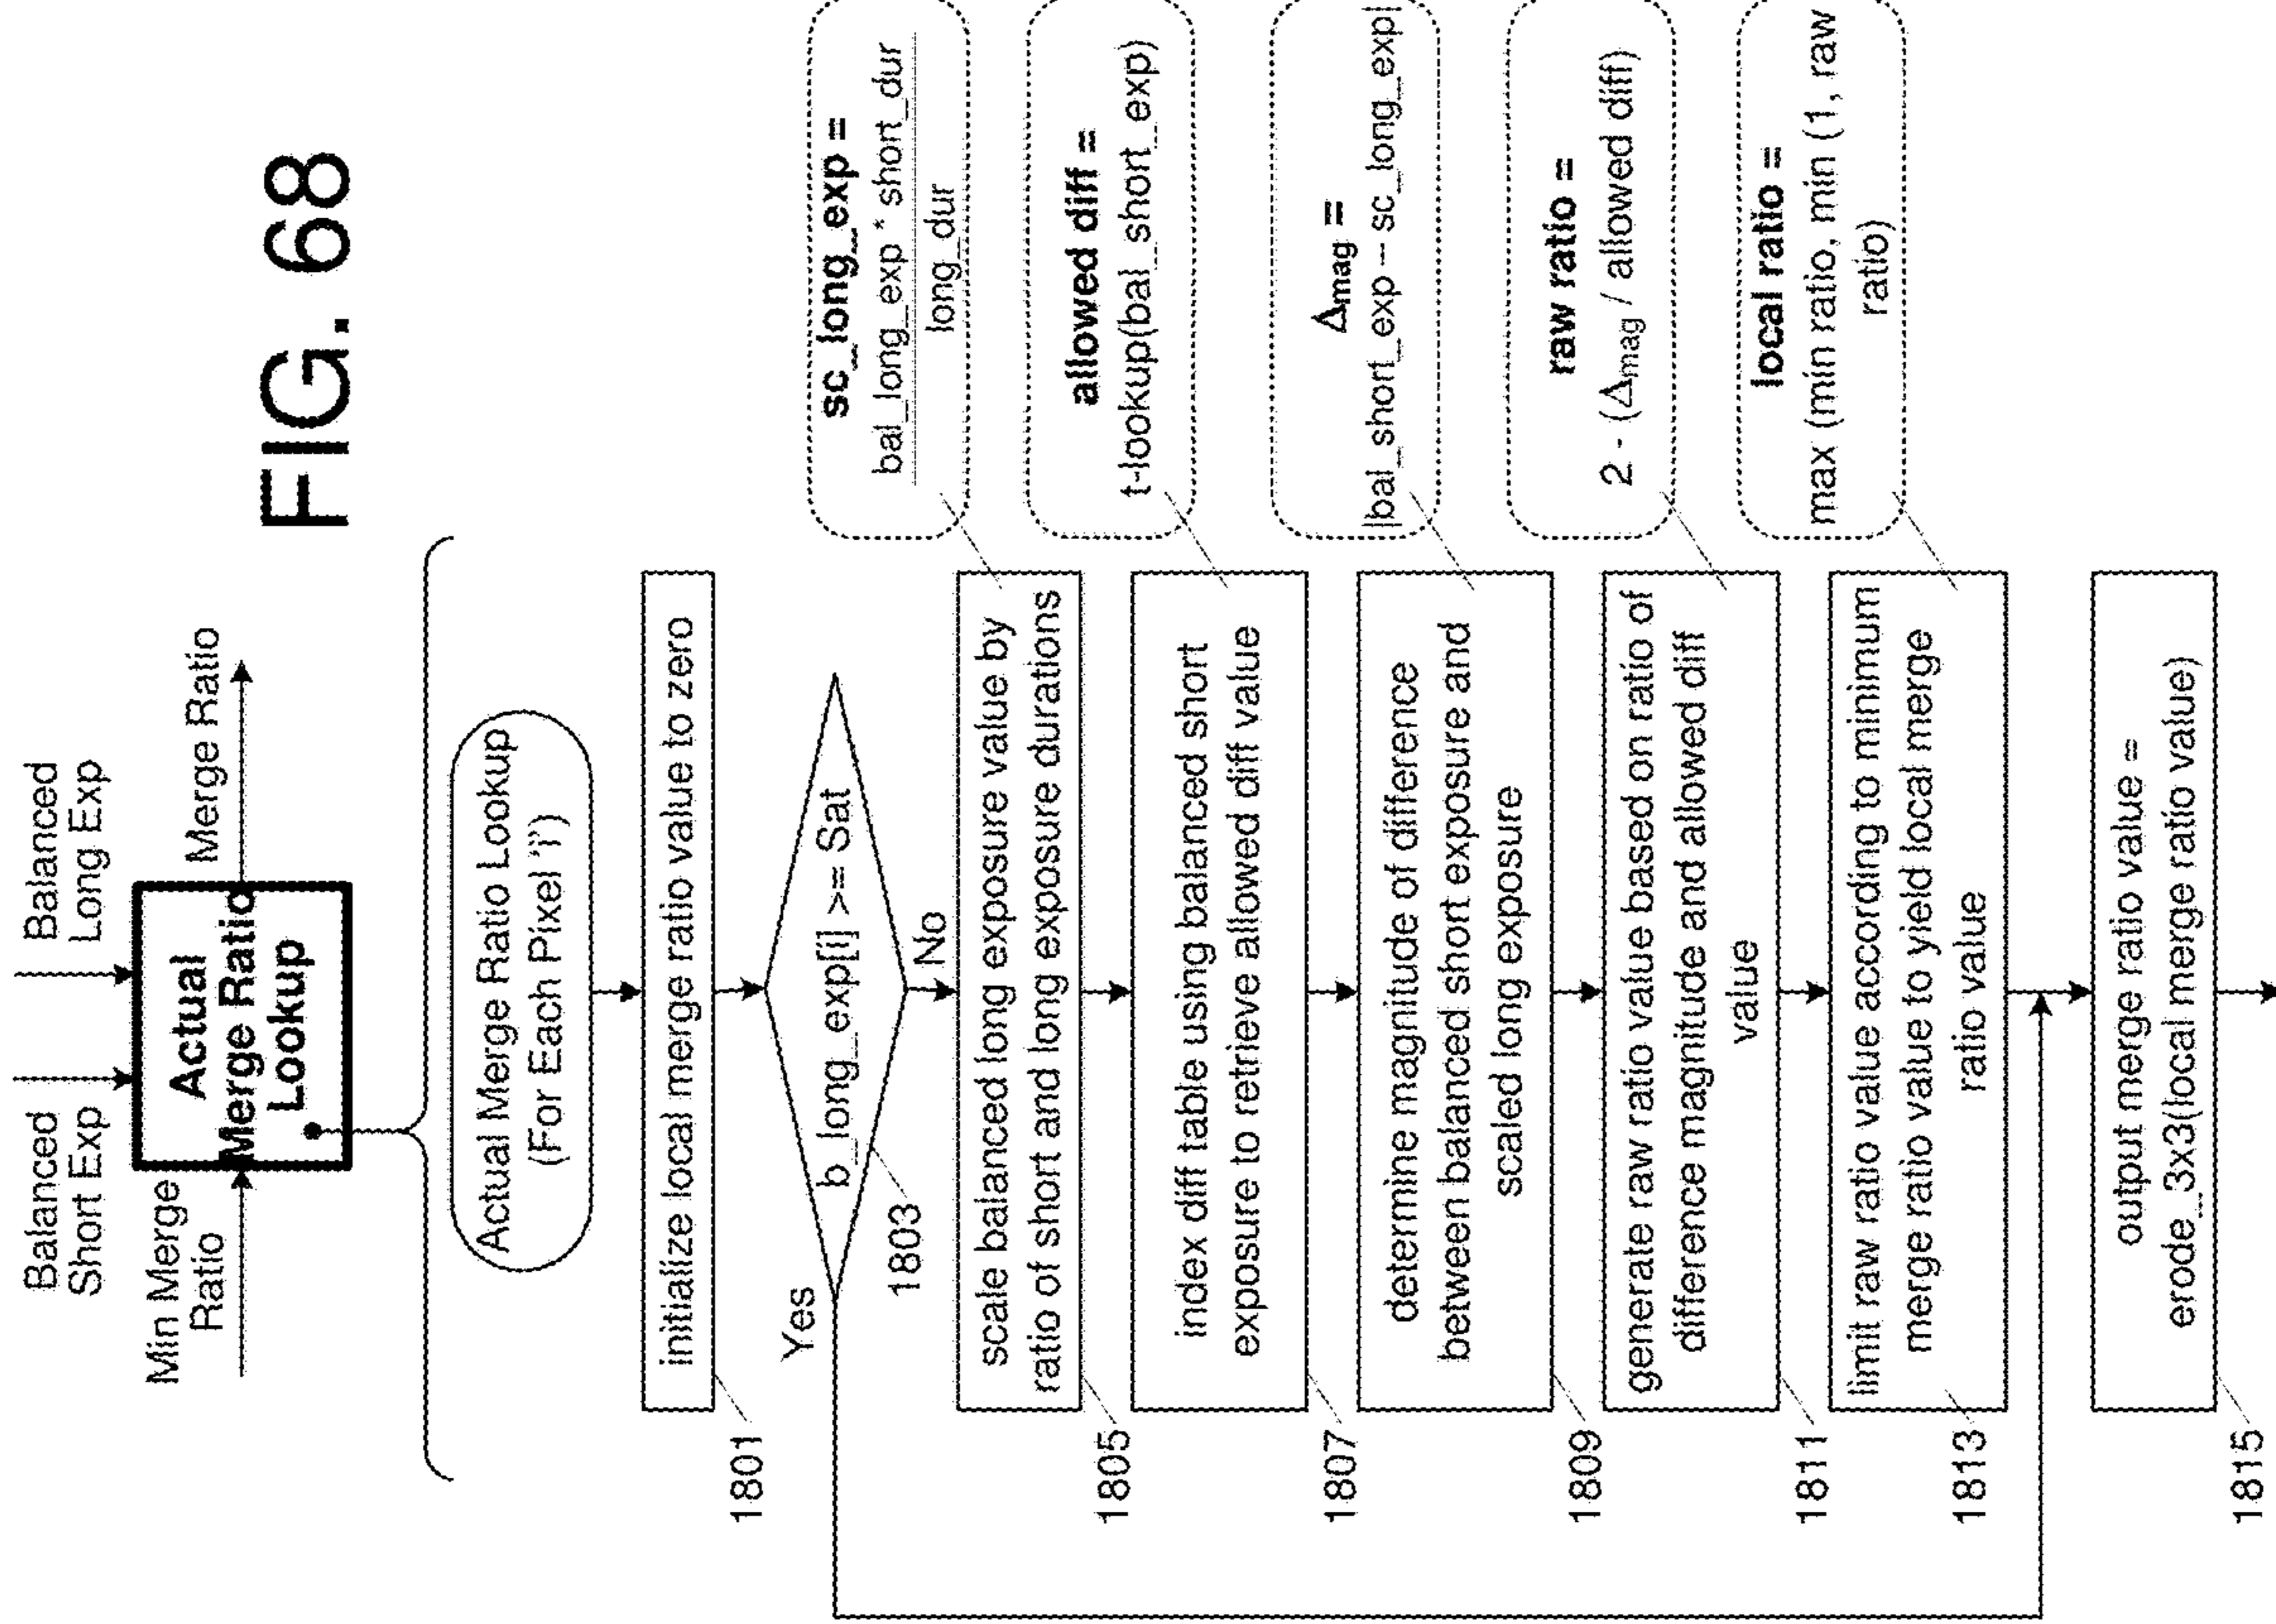 FIG. 68
Balanced
Short Exp
Balanced
Long Exp
Min Merge
Ratio
Actual
Merge Ratio
Lookup
Merge Ratio
Actual Merge Ratio Lookup
(For Each Pixel 'i')
initialize local merge ratio value to zero
1801
b_long_exp[i] >= Sat
Yes
No
1803
scale balanced long exposure value by
ratio of short and long exposure durations
1805
sc_long_exp =
bal_long_exp * short_dur
long_dur
index diff table using balanced short
exposure to retrieve allowed diff value
1807
allowed diff =
t-lookup(bal_short_exp)
determine magnitude of difference
between balanced short exposure and
scaled long exposure
1809
Δmag =
|bal_short_exp – sc_long_exp|
generate raw ratio value based on ratio of
difference magnitude and allowed diff
value
1811
raw ratio =
2 - (Δmag / allowed diff)
limit raw ratio value according to minimum
merge ratio value to yield local merge
ratio value
1813
local ratio =
max (min ratio, min (1, raw
ratio)
output merge ratio value =
erode_3x3(local merge ratio value)
1815